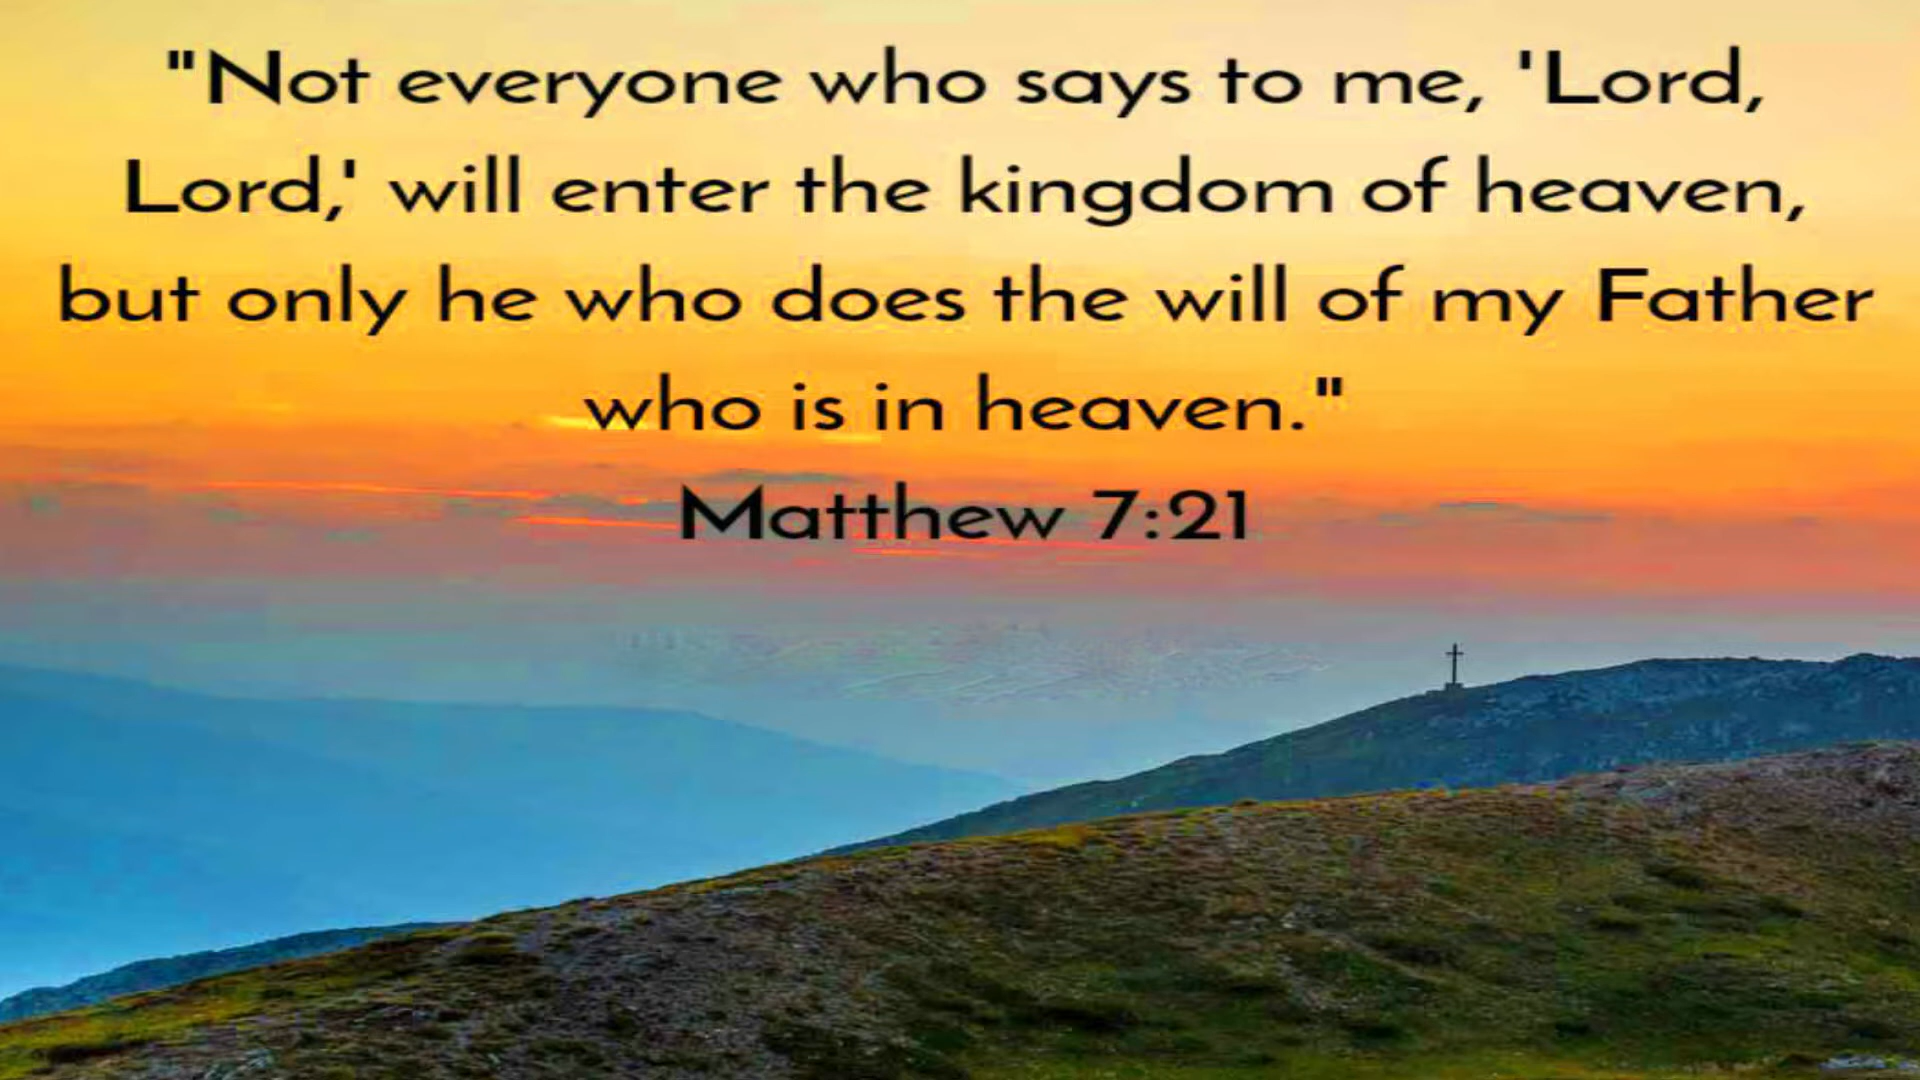 "Not everyone who says to me, 'Lord,
Lord,' will enter the kingdom of heaven,
but only he who does the will of my Father
who is in heaven."
Matthew 7:21